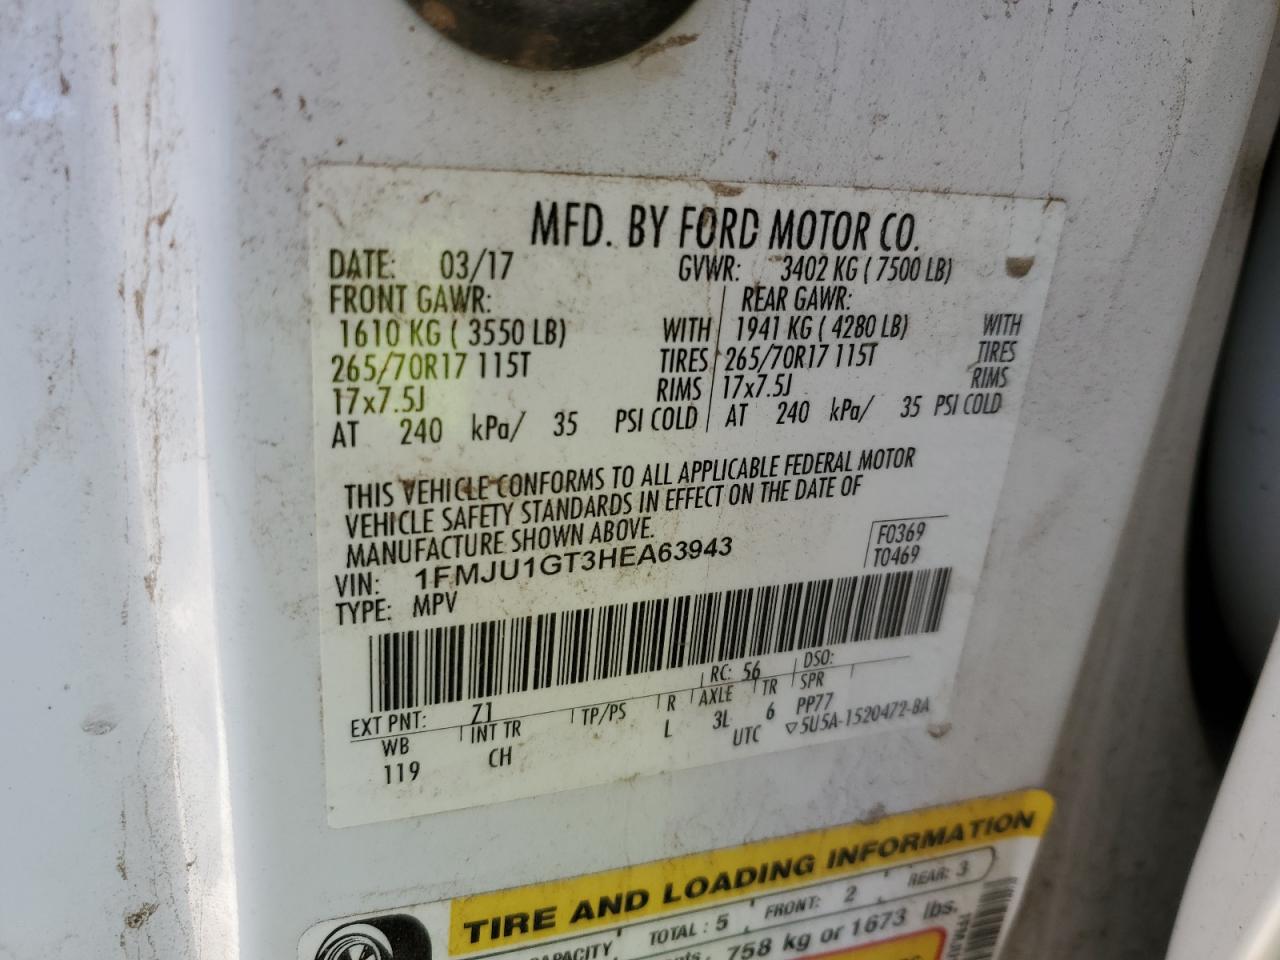 MFD. BY FORD MOTOR CO.
DATE: 03/17 GVWR: 3402 KG ( 7500 LB)
FRONT GAWR: REAR GAWR:
1610 KG ( 3550 LB) WITH 1941 KG ( 4280 LB) WITH
265/70R17 115T TIRES 265/70R17 115T TIRES
17x7.5J RIMS 17x7.5J RIMS
AT 240 kPa/ 35 PSI COLD AT 240 kPa/ 35 PSI COLD
THIS VEHICLE CONFORMS TO ALL APPLICABLE FEDERAL MOTOR
VEHICLE SAFETY STANDARDS IN EFFECT ON THE DATE OF
MANUFACTURE SHOWN ABOVE.
F0369
VIN: 1FMJU1GT3HEA63943 T0469
TYPE: MPV
EXT PNT: Z1 RC: 56 DSO:
WB INT TR TP/PS R AXLE TR SPR
119 CH L 3L 6 PP77
UTC ▽5U5A-1520472-BA
TIRE AND LOADING INFORMATION
TOTAL : 5 FRONT: 2 REAR: 3
758 kg or 1673 lbs.